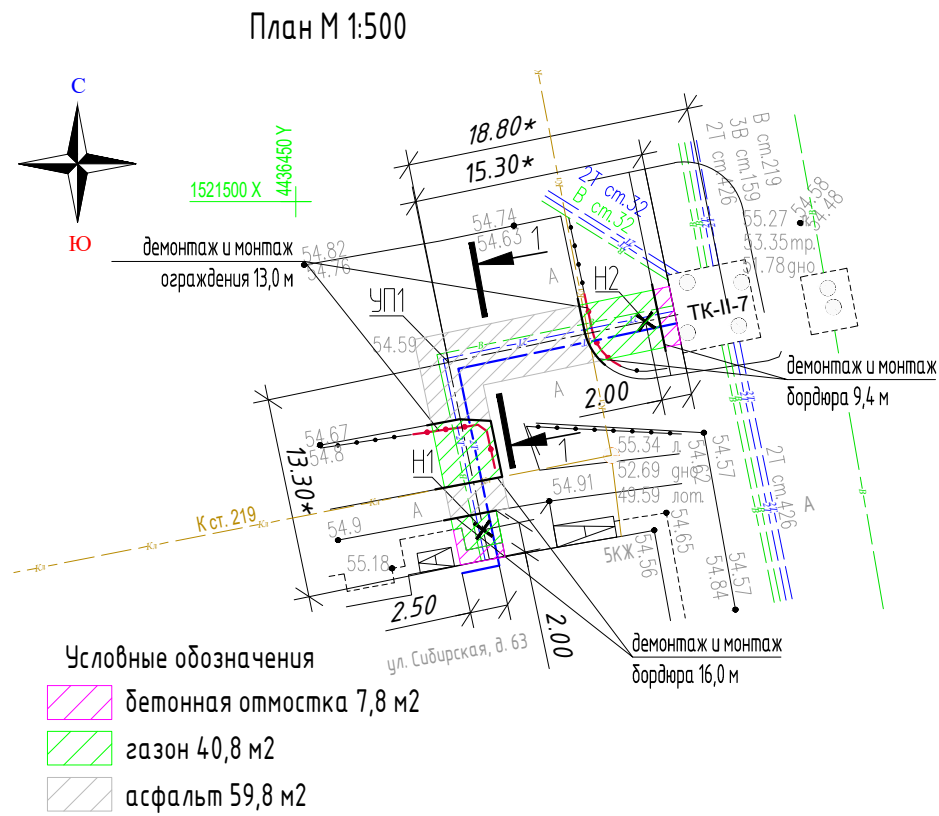 План М 1:500
С
Ю
1521500 X
4436450 Y
18.80*
15.30*
2Т ст.32
В ст.32
В ст.219
3В ст.159
2Т ст.426
55.27
53.35тр.
51.78дно
54.58
54.48
демонтаж и монтаж
ограждения 13,0 м
54.82
54.76
54.74
54.63
1
А
Н2
ТК-II-7
УП1
54.59
демонтаж и монтаж
бордюра 9,4 м
2.00
А
54.67
54.8
13.30*
Н1
1
55.34 л.
52.69 дно
49.59 лот.
54.62
54.57
2Т ст.426
А
К ст. 219
54.91
А
54.9
55.18
5КЖ
54.56
54.65
54.84
54.57
2.50
2.00
ул. Сибирская, д. 63
демонтаж и монтаж
бордюра 16,0 м
Условные обозначения
бетонная отмостка 7,8 м2
газон 40,8 м2
асфальт 59,8 м2